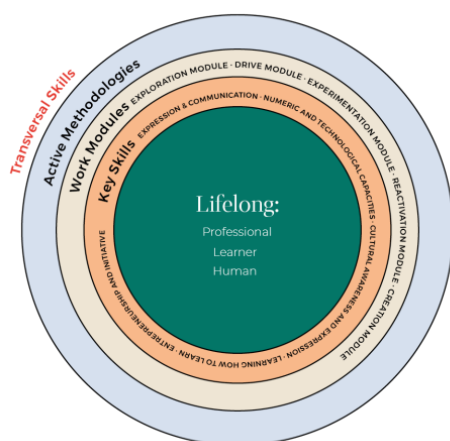 Transversal Skills
Active Methodologies
Work Modules
EXPLORATION MODULE · DRIVE MODULE · EXPERIMENTATION MODULE · REACTIVATION MODULE · CREATION MODULE
Key Skills
EXPRESSION & COMMUNICATION · NUMERIC AND TECHNOLOGICAL CAPACITIES · CULTURAL AWARENESS AND EXPRESSION · LEARNING HOW TO LEARN · ENTREPRENEURSHIP AND INITIATIVE
Lifelong:
Professional
Learner
Human